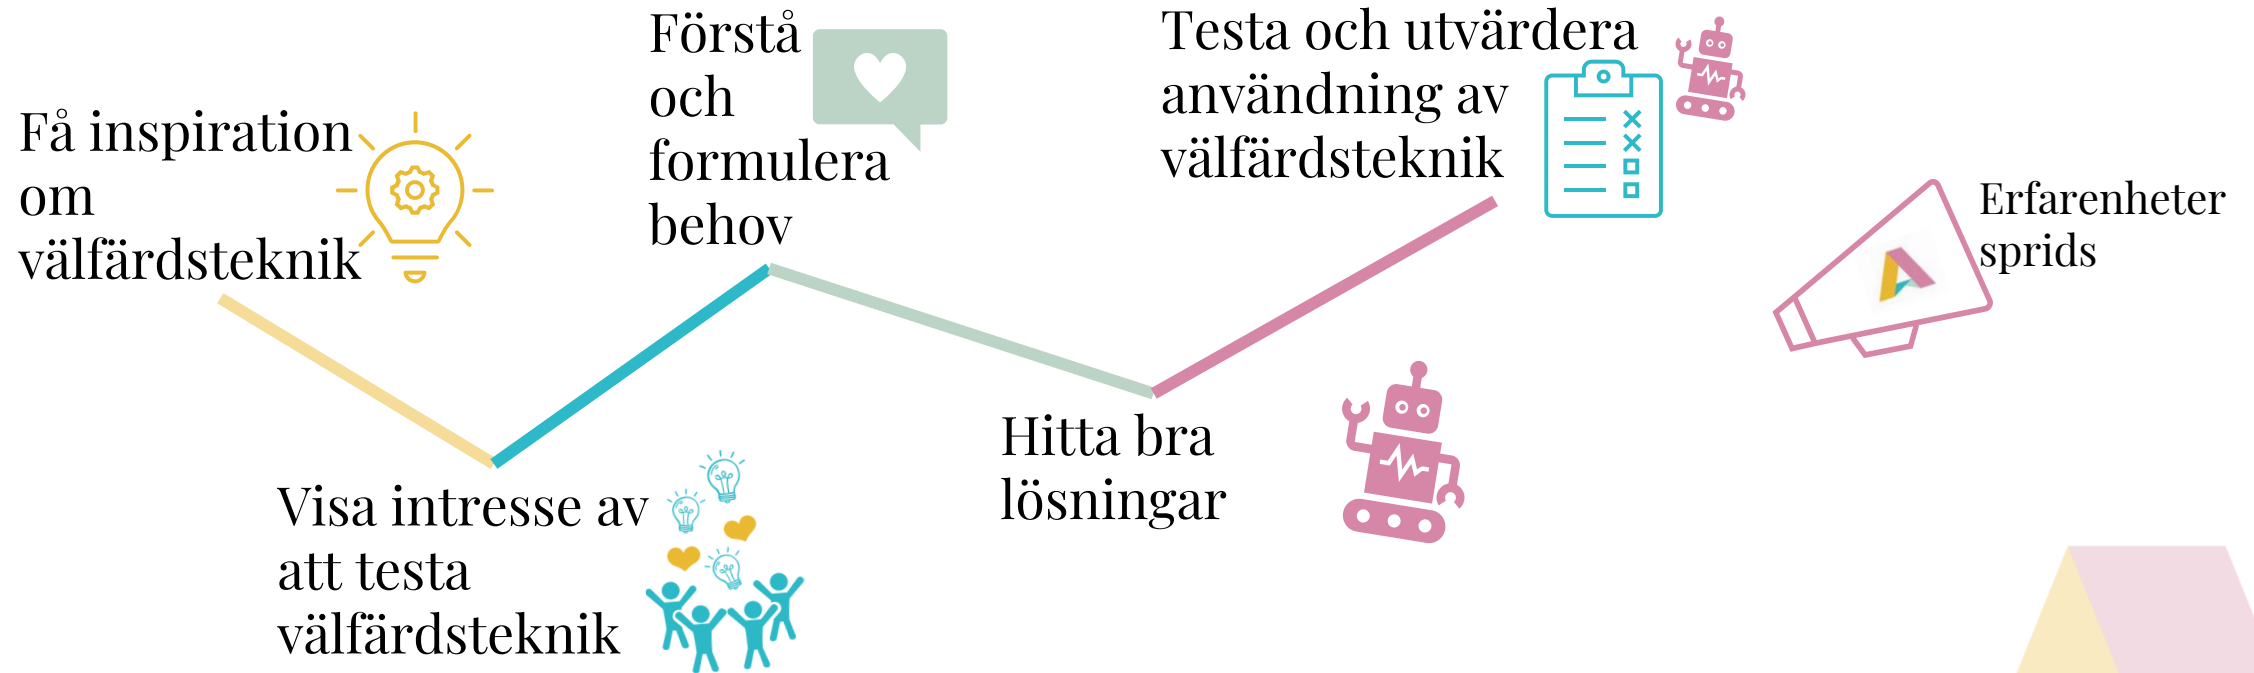 Få inspiration
om
välfärdsteknik
Visa intresse av
att testa
välfärdsteknik
Förstå
och
formulera
behov
Hitta bra
lösningar
Testa och utvärdera
användning av
välfärdsteknik
Erfarenheter
sprids